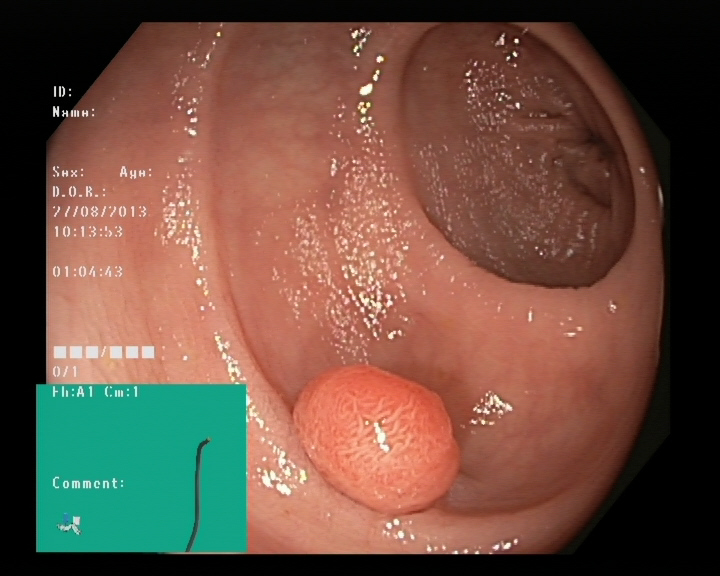 ID:
Name:
Sex: Age:
D.O.R.:
27/08/2013
10:13:53
01:04:43
■■■/■■■
0/1
Eh:A1 Cm:1
Comment: